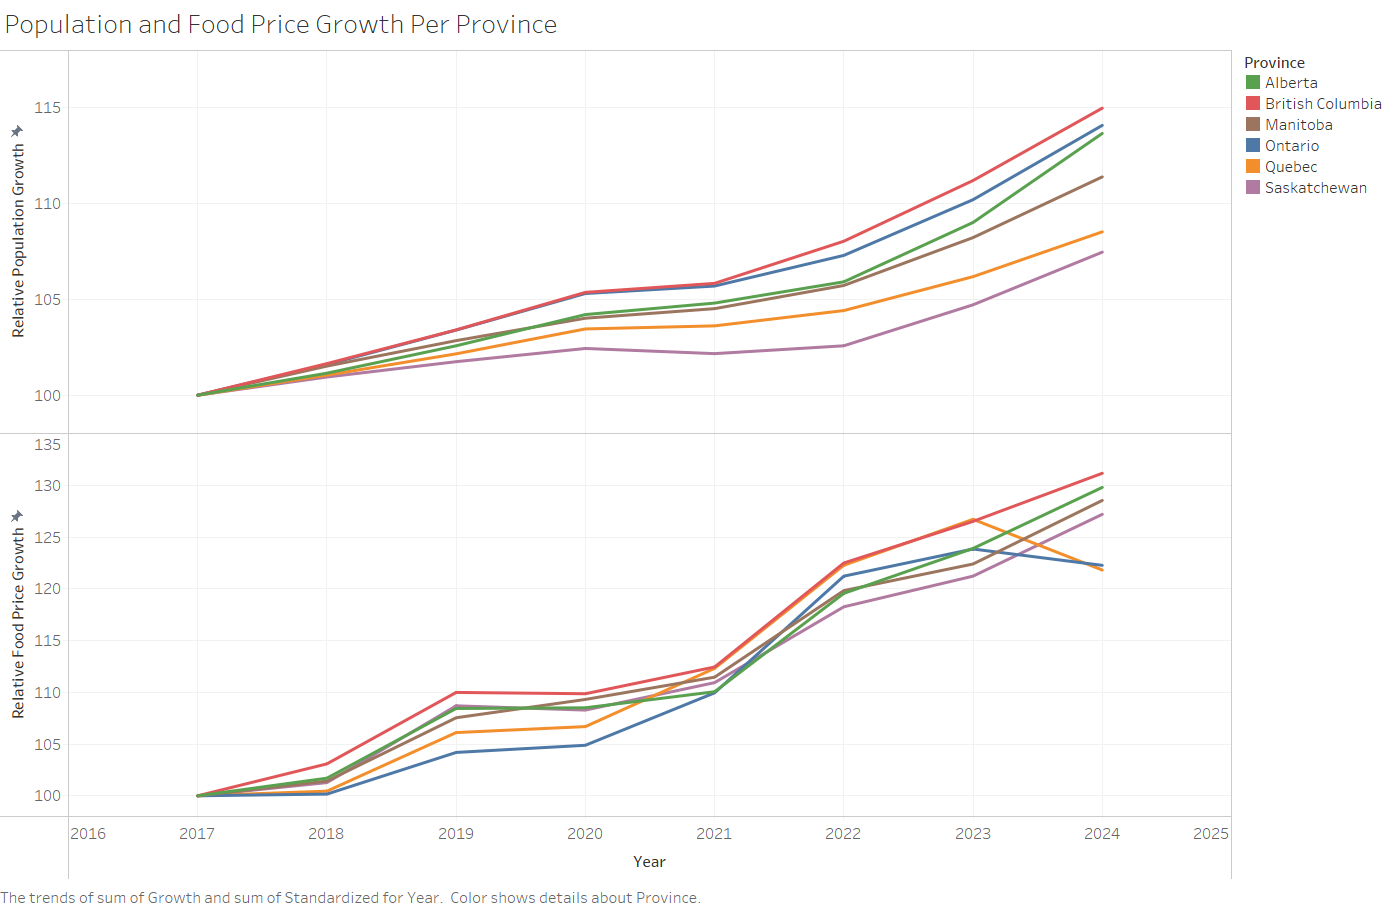 Population and Food Price Growth Per Province
Province
Alberta
British Columbia
Manitoba
Ontario
Quebec
Saskatchewan
Relative Population Growth
115
110
105
100
Relative Food Price Growth
135
130
125
120
115
110
105
100
2016 2017 2018 2019 2020 2021 2022 2023 2024 2025
Year
The trends of sum of Growth and sum of Standardized for Year. Color shows details about Province.